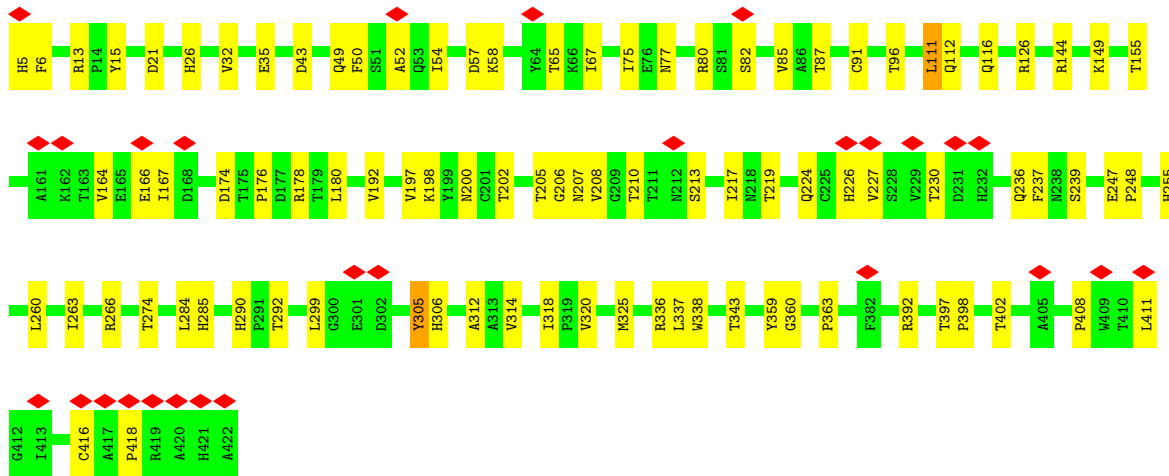 H5 F6 R13 P14 Y15 D21 H26 V32 E35 D43 Q49 F50 S51 A52 Q53 I54 D57 K58 Y64 T65 K66 I67 I75 E76 N77 R80 S81 S82 V85 A86 T87 C91 T96 L111 Q112 Q116 R126 R144 K149 T155
A161 K162 T163 V164 E165 E166 I167 D168 D174 T175 P176 D177 R178 T179 L180 V192 V197 K198 Y199 N200 C201 T202 T205 G206 N207 V208 G209 T210 T211 N212 S213 I217 N218 T219 Q224 C225 H226 V227 S228 V229 T230 D231 H232 Q236 F237 N238 S239 E247 P248 H255
L260 I263 R266 T274 L284 H285 H290 P291 T292 L299 G300 E301 D302 Y305 H306 A312 A313 V314 I318 P319 V320 M325 R336 L337 W338 T343 Y359 G360 P363 F382 R392 T397 P398 T402 A405 P408 W409 T410 L411
G412 I413 C416 A417 P418 R419 A420 H421 A422